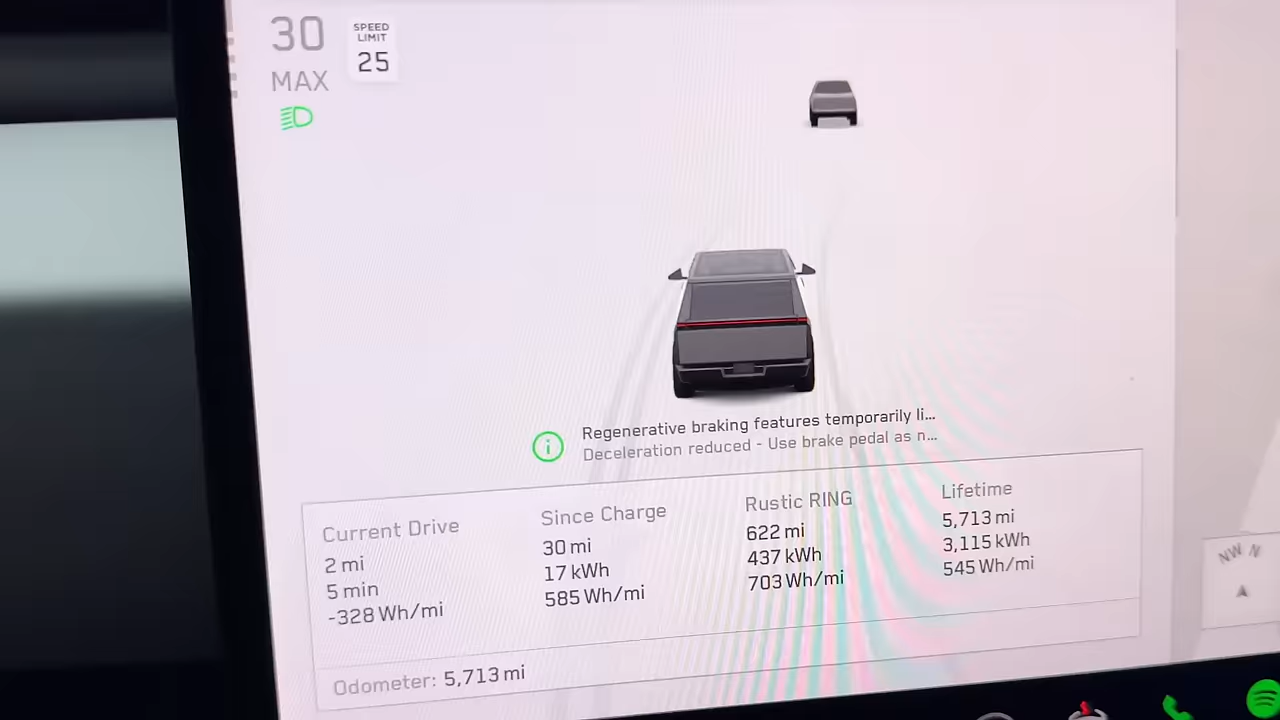 30
MAX
SPEED
LIMIT
25
Regenerative braking features temporarily li...
Deceleration reduced - Use brake pedal as n...
Current Drive
2 mi
5 min
-328 Wh/mi
Since Charge
30 mi
17 kWh
585 Wh/mi
Rustic RING
622 mi
437 kWh
703 Wh/mi
Lifetime
5,713 mi
3,115 kWh
545 Wh/mi
Odometer: 5,713 mi
NW N